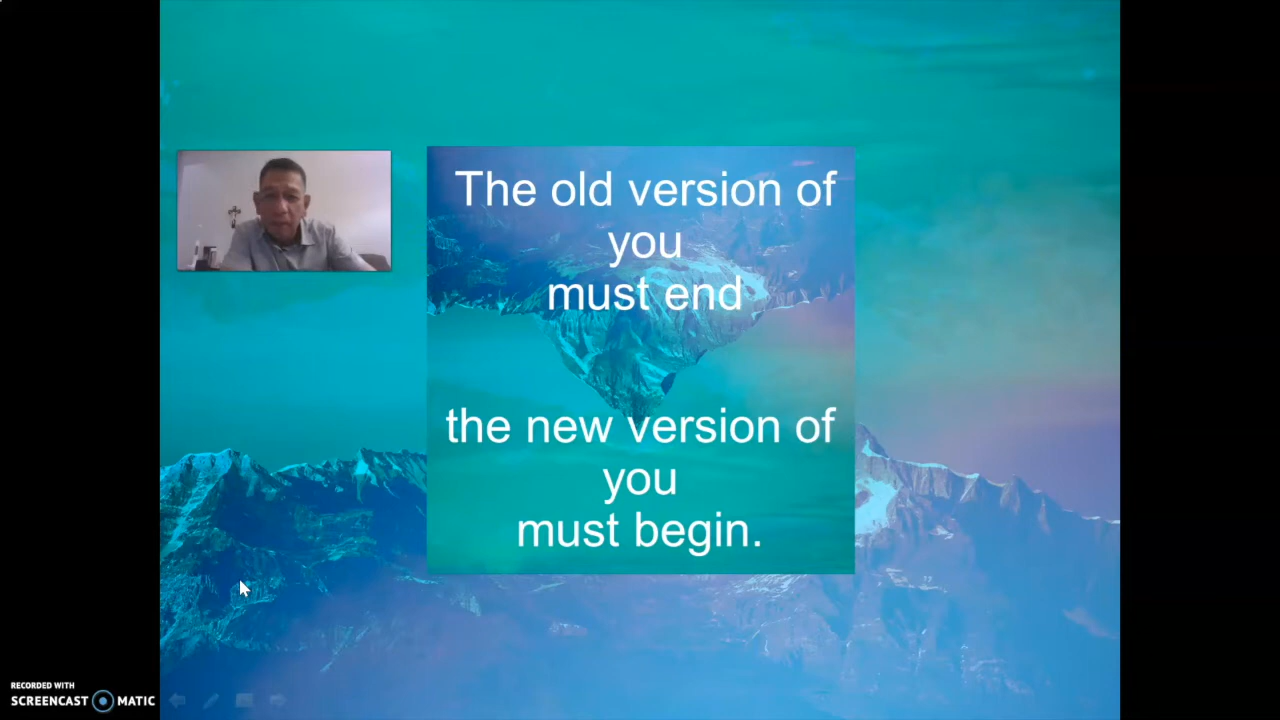 The old version of
you
must end
the new version of
you
must begin.
RECORDED WITH
SCREENCAST MATIC